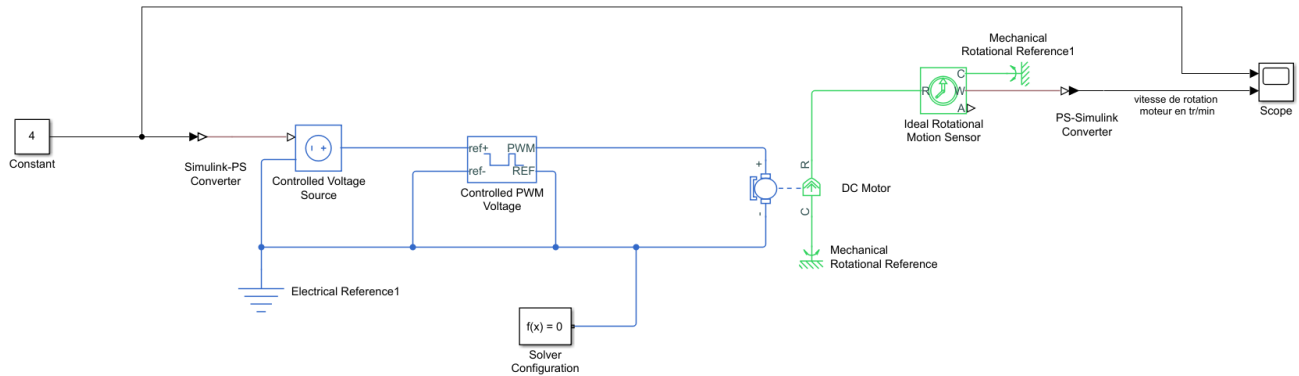 Mechanical
Rotational Reference1
C
R
W
A
Ideal Rotational
Motion Sensor
PS-Simulink
Converter
vitesse de rotation
moteur en tr/min
Scope
4
Constant
Simulink-PS
Converter
- +
Controlled Voltage
Source
ref+
PWM
ref-
REF
Controlled PWM
Voltage
+
-
R
C
DC Motor
Mechanical
Rotational Reference
Electrical Reference1
f(x) = 0
Solver
Configuration